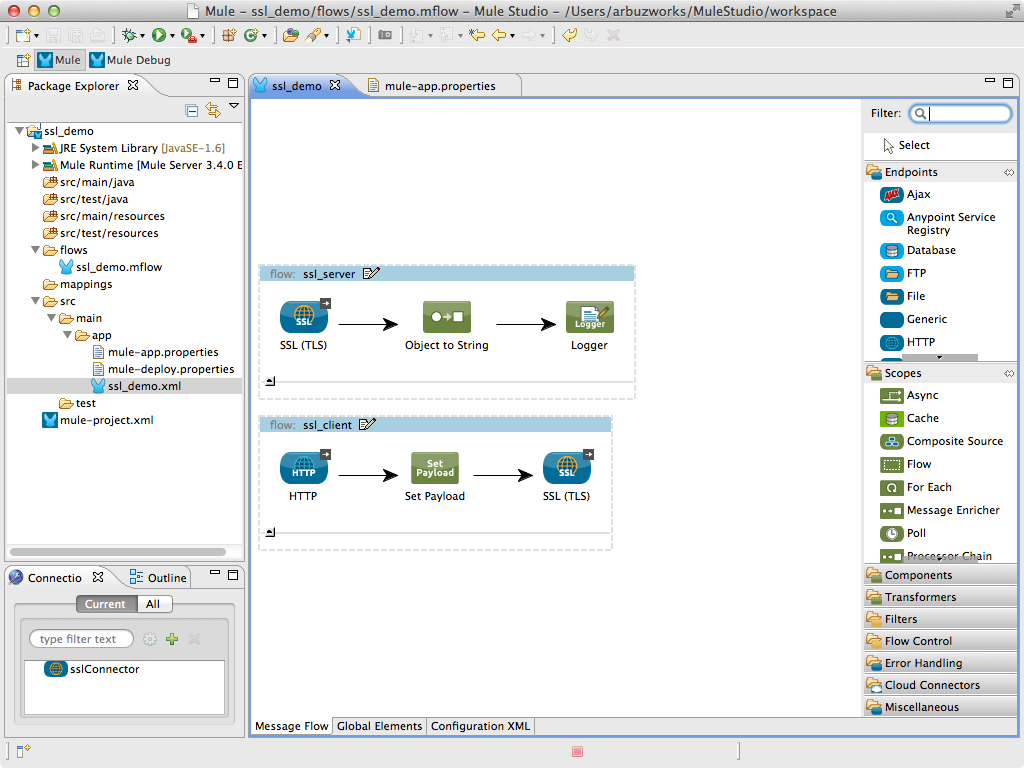 Mule – ssl_demo/flows/ssl_demo.mflow – Mule Studio – /Users/arbuzworks/MuleStudio/workspace
Mule
Mule Debug
Package Explorer
ssl_demo
JRE System Library [JavaSE-1.6]
Mule Runtime [Mule Server 3.4.0 E
src/main/java
src/test/java
src/main/resources
src/test/resources
flows
ssl_demo.mflow
mappings
src
main
app
mule-app.properties
mule-deploy.properties
ssl_demo.xml
test
mule-project.xml
Connectio
Outline
Current
All
type filter text
sslConnector
ssl_demo
mule-app.properties
flow: ssl_server
SSL
Logger
SSL (TLS)
Object to String
Logger
flow: ssl_client
HTTP
Set
Payload
SSL
HTTP
Set Payload
SSL (TLS)
Message Flow
Global Elements
Configuration XML
Filter:
Select
Endpoints
Ajax
Anypoint Service
Registry
Database
FTP
File
Generic
HTTP
Scopes
Async
Cache
Composite Source
Flow
For Each
Message Enricher
Poll
Processor Chain
Components
Transformers
Filters
Flow Control
Error Handling
Cloud Connectors
Miscellaneous